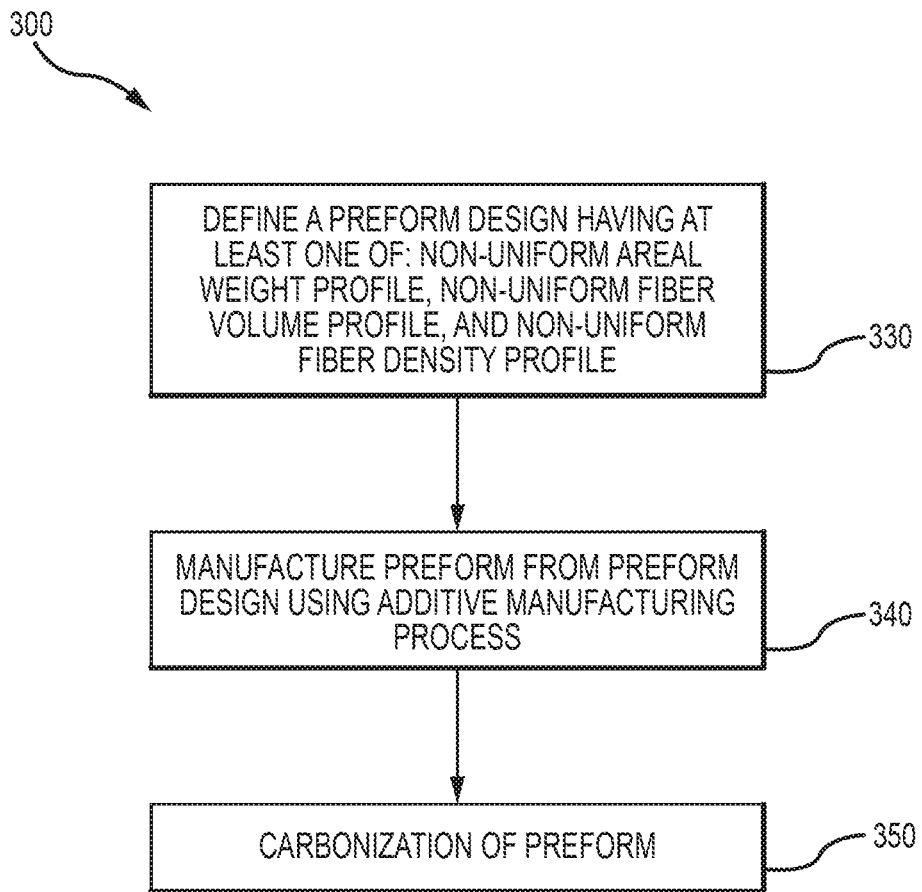 300
DEFINE A PREFORM DESIGN HAVING AT
LEAST ONE OF: NON-UNIFORM AREAL
WEIGHT PROFILE, NON-UNIFORM FIBER
VOLUME PROFILE, AND NON-UNIFORM
FIBER DENSITY PROFILE
330
MANUFACTURE PREFORM FROM PREFORM
DESIGN USING ADDITIVE MANUFACTURING
PROCESS
340
CARBONIZATION OF PREFORM
350